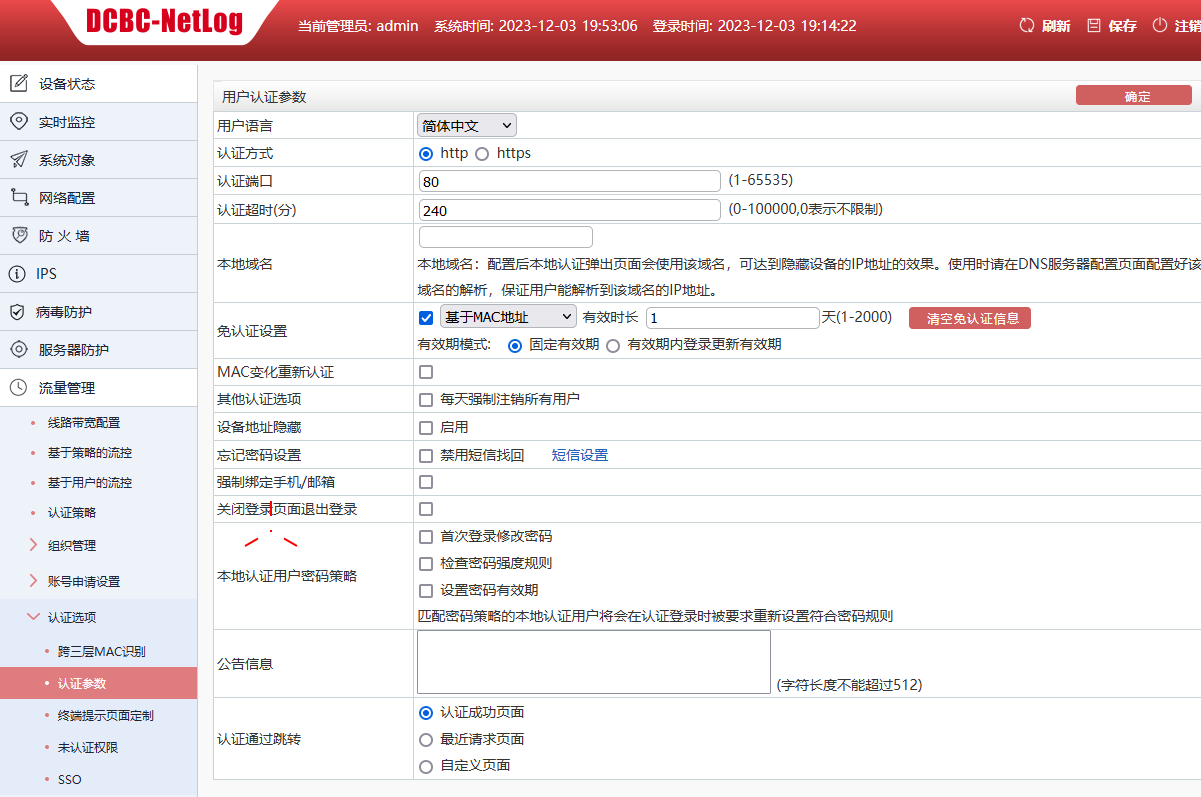 DCBC-NetLog
当前管理员: admin 系统时间: 2023-12-03 19:53:06 登录时间: 2023-12-03 19:14:22
刷新 保存 注销
设备状态
实时监控
系统对象
网络配置
防 火 墙
IPS
病毒防护
服务器防护
流量管理
线路带宽配置
基于策略的流控
基于用户的流控
认证策略
组织管理
账号申请设置
认证选项
跨三层MAC识别
认证参数
终端提示页面定制
未认证权限
SSO
用户认证参数 确定
用户语言 简体中文
认证方式 http https
认证端口 80 (1-65535)
认证超时(分) 240 (0-100000,0表示不限制)
本地域名
本地域名：配置后本地认证弹出页面会使用该域名，可达到隐藏设备的IP地址的效果。使用时请在DNS服务器配置页面配置好该
域名的解析，保证用户能解析到该域名的IP地址。
免认证设置 基于MAC地址 有效时长 1 天(1-2000) 清空免认证信息
有效期模式: 固定有效期 有效期内登录更新有效期
MAC变化重新认证
其他认证选项 每天强制注销所有用户
设备地址隐藏 启用
忘记密码设置 禁用短信找回 短信设置
强制绑定手机/邮箱
关闭登录页面退出登录
本地认证用户密码策略
首次登录修改密码
检查密码强度规则
设置密码有效期
匹配密码策略的本地认证用户将会在认证登录时被要求重新设置符合密码规则
公告信息 (字符长度不能超过512)
认证通过跳转
认证成功页面
最近请求页面
自定义页面